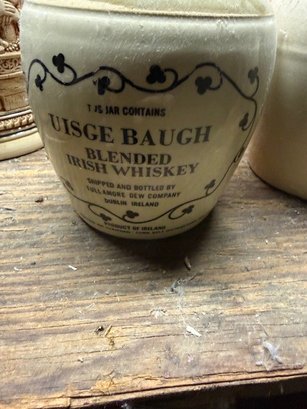 T IS JAR CONTAINS
UISGE BAUGH
BLENDED
IRISH WHISKEY
SHIPPED AND BOTTLED BY
TULLAMORE DEW COMPANY
DUBLIN IRELAND
PRODUCT OF IRELAND